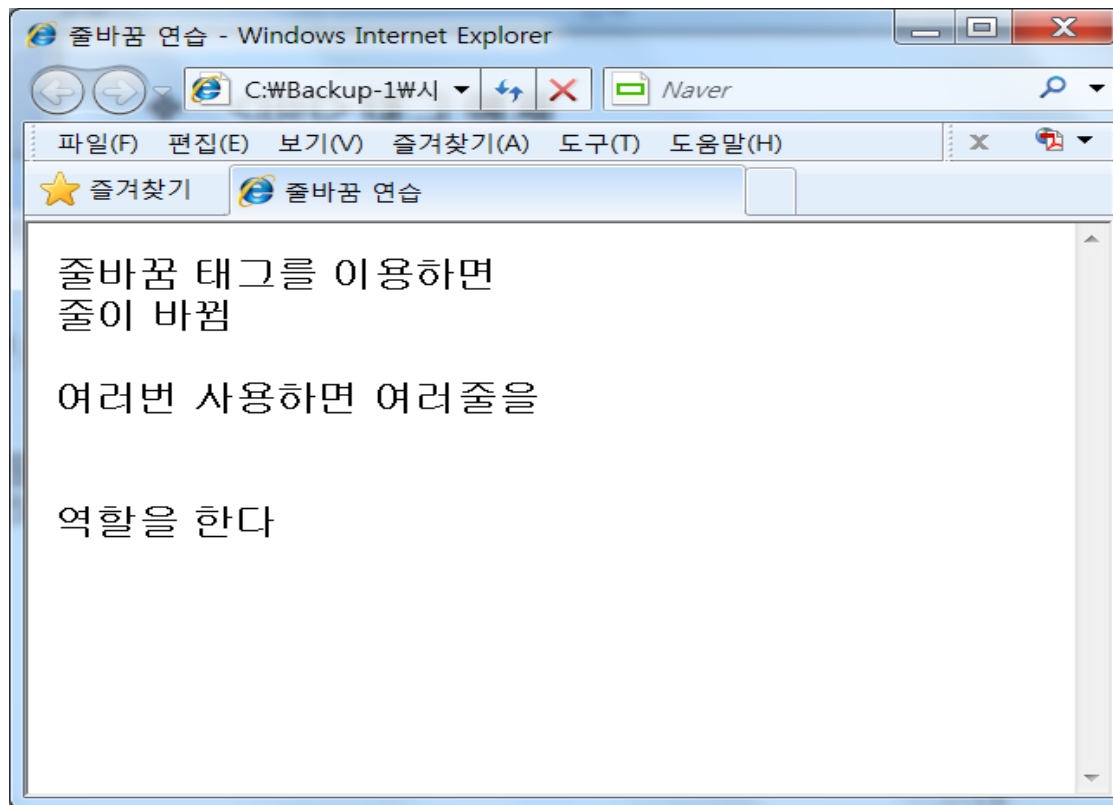 줄바꿈 연습 - Windows Internet Explorer
C:₩Backup-1₩시 Naver
파일(F) 편집(E) 보기(V) 즐겨찾기(A) 도구(T) 도움말(H) x
즐겨찾기 줄바꿈 연습
줄바꿈 태그를 이용하면
줄이 바뀜
여러번 사용하면 여러줄을
역할을 한다